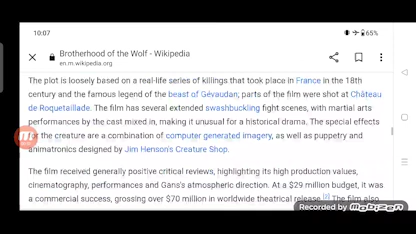 10:07
65%
Brotherhood of the Wolf - Wikipedia
en.m.wikipedia.org
The plot is loosely based on a real-life series of killings that took place in France in the 18th
century and the famous legend of the beast of Gévaudan; parts of the film were shot at Château
de Roquetaillade. The film has several extended swashbuckling fight scenes, with martial arts
performances by the cast mixed in, making it unusual for a historical drama. The special effects
for the creature are a combination of computer generated imagery, as well as puppetry and
animatronics designed by Jim Henson's Creature Shop.
The film received generally positive critical reviews, highlighting its high production values,
cinematography, performances and Gans's atmospheric direction. At a $29 million budget, it was
a commercial success, grossing over $70 million in worldwide theatrical release. The film also
Recorded by Mobizen